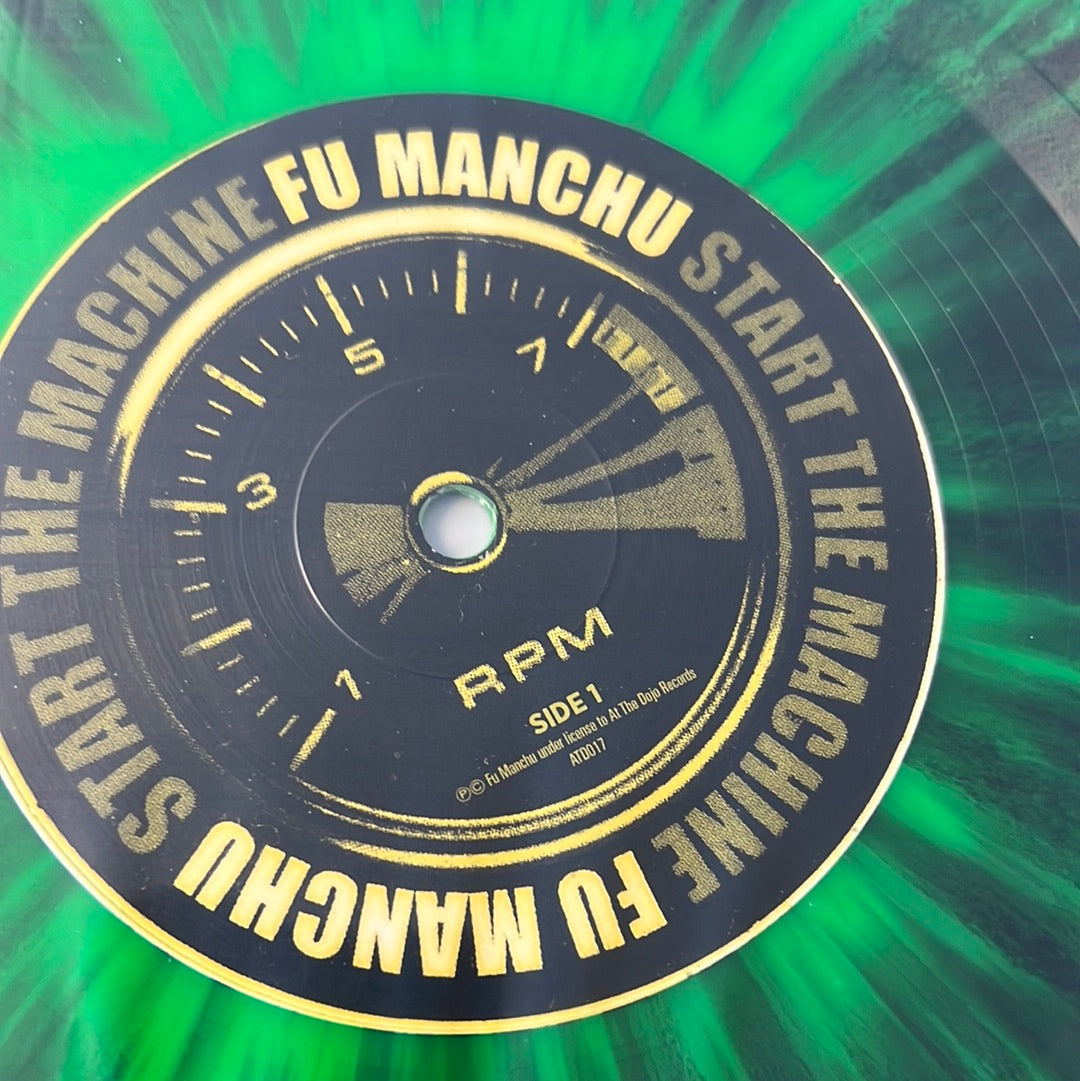 FU MANCHU START THE MACHINE FU MANCHU START THE MACHINE
1
3
5
7
RPM
SIDE 1
℗© Fu Manchu under license to At The Dojo Records
ATD017